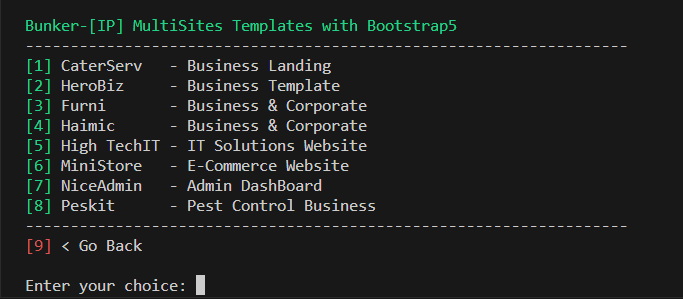 Bunker-[IP] MultiSites Templates with Bootstrap5
-------------------------------------------------------------------
[1] CaterServ   - Business Landing
[2] HeroBiz     - Business Template
[3] Furni       - Business & Corporate
[4] Haimic      - Business & Corporate
[5] High TechIT - IT Solutions Website
[6] MiniStore   - E-Commerce Website
[7] NiceAdmin   - Admin DashBoard
[8] Peskit      - Pest Control Business
-------------------------------------------------------------------
[9] < Go Back
Enter your choice: